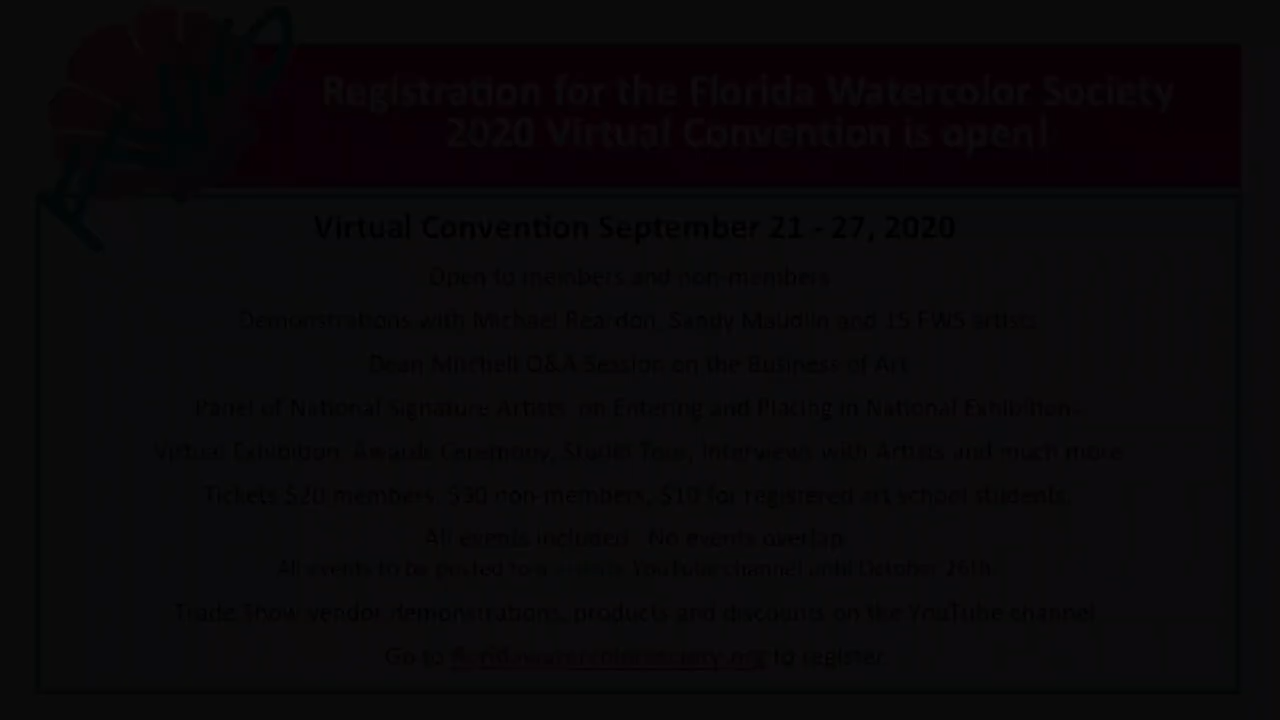 Registration for the Florida Watercolor Society
2020 Virtual Convention is open!
Virtual Convention September 21 - 27, 2020
Open to members and non-members
Demonstrations with Michael Reardon, Sandy Maudlin and 15 FWS artists
Dean Mitchell Q&A Session on the Business of Art
Panel of National Signature Artists on Entering and Placing in National Exhibitions
Virtual Exhibition, Awards Ceremony, Studio Tour, Interviews with Artists and much more
Tickets $20 members, $30 non-members, $10 for registered art school students.
All events included. No events overlap.
All events to be posted to a YouTube channel until October 26th.
Trade Show vendor demonstrations, products and discounts on the YouTube channel
Go to floridawatercolorsociety.org to register.